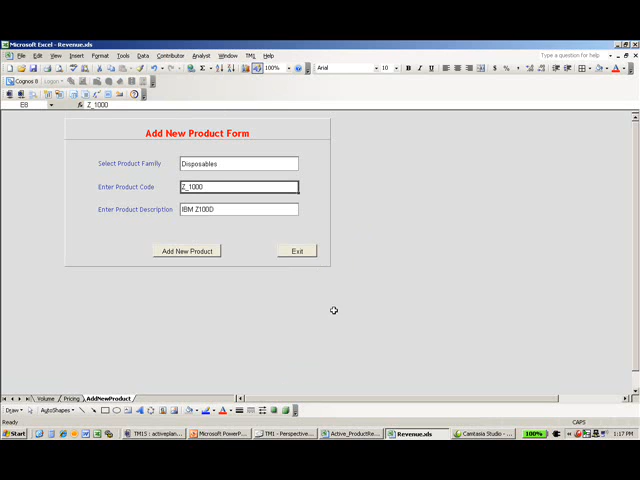 Microsoft Excel - Revenue.xls
File Edit View Insert Format Tools Data Contributor Analyst Window TM1 Help
Type a question for help
100% Arial 10
Cognos 8 Logon
E8 fx Z_1000
Add New Product Form
Select Product Family Disposables
Enter Product Code Z_1000
Enter Product Description IBM Z100D
Add New Product Exit
Volume Pricing AddNewProduct
Draw AutoShapes
Ready CAPS
Start TM1S : activeplan... Microsoft PowerP... TM1 - Perspective... Active_ProductRe... Revenue.xls Camtasia Studio - ... 100% 1:17 PM